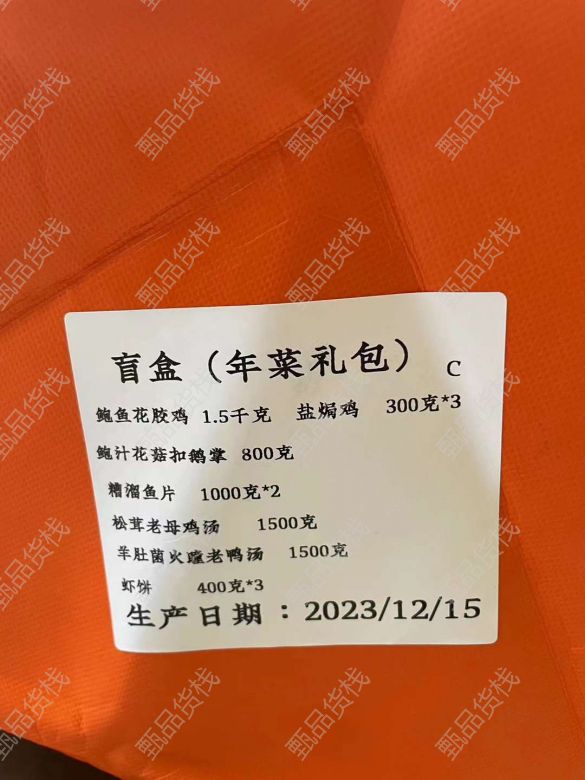 盲盒（年菜礼包） C
鲍鱼花胶鸡 1.5千克 盐焗鸡 300克*3
鲍汁花菇扣鹅掌 800克
糟溜鱼片 1000克*2
松茸老母鸡汤 1500克
羊肚菌火踵老鸭汤 1500克
虾饼 400克*3
生产日期：2023/12/15
甄品货栈